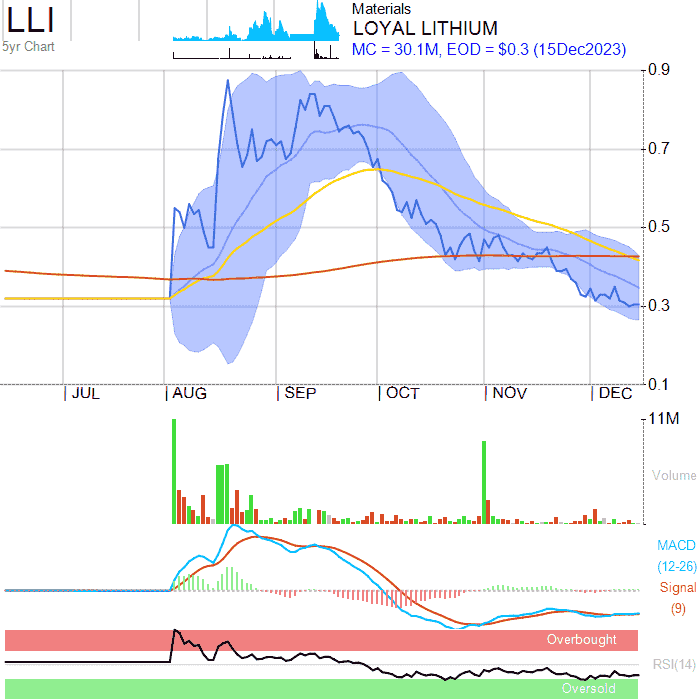 LLI
5yr Chart
Materials
LOYAL LITHIUM
MC = 30.1M, EOD = $0.3 (15Dec2023)
0.9
0.7
0.5
0.3
0.1
JUL AUG SEP OCT NOV DEC
11M
Volume
MACD
(12-26)
Signal
(9)
Overbought
RSI(14)
Oversold